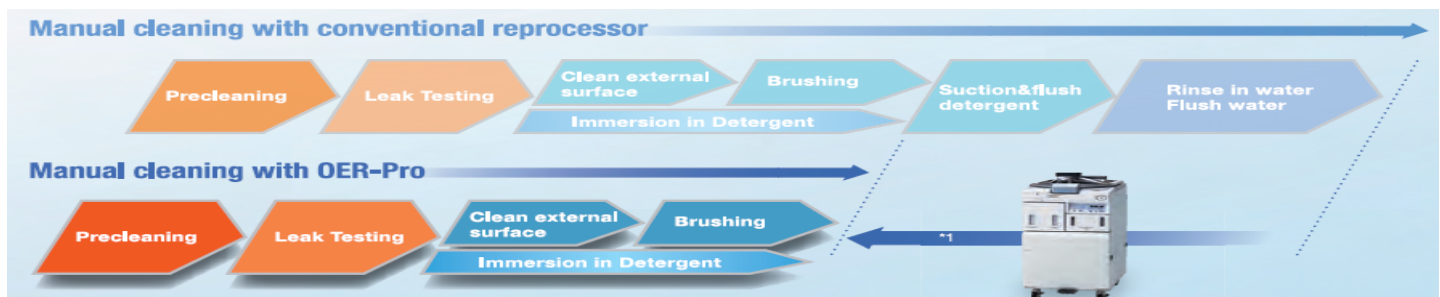 Manual cleaning with conventional reprocessor
Precleaning
Leak Testing
Clean external
surface
Brushing
Immersion in Detergent
Suction&flush
detergent
Rinse in water
Flush water
Manual cleaning with OER-Pro
Precleaning
Leak Testing
Clean external
surface
Brushing
Immersion in Detergent
*1